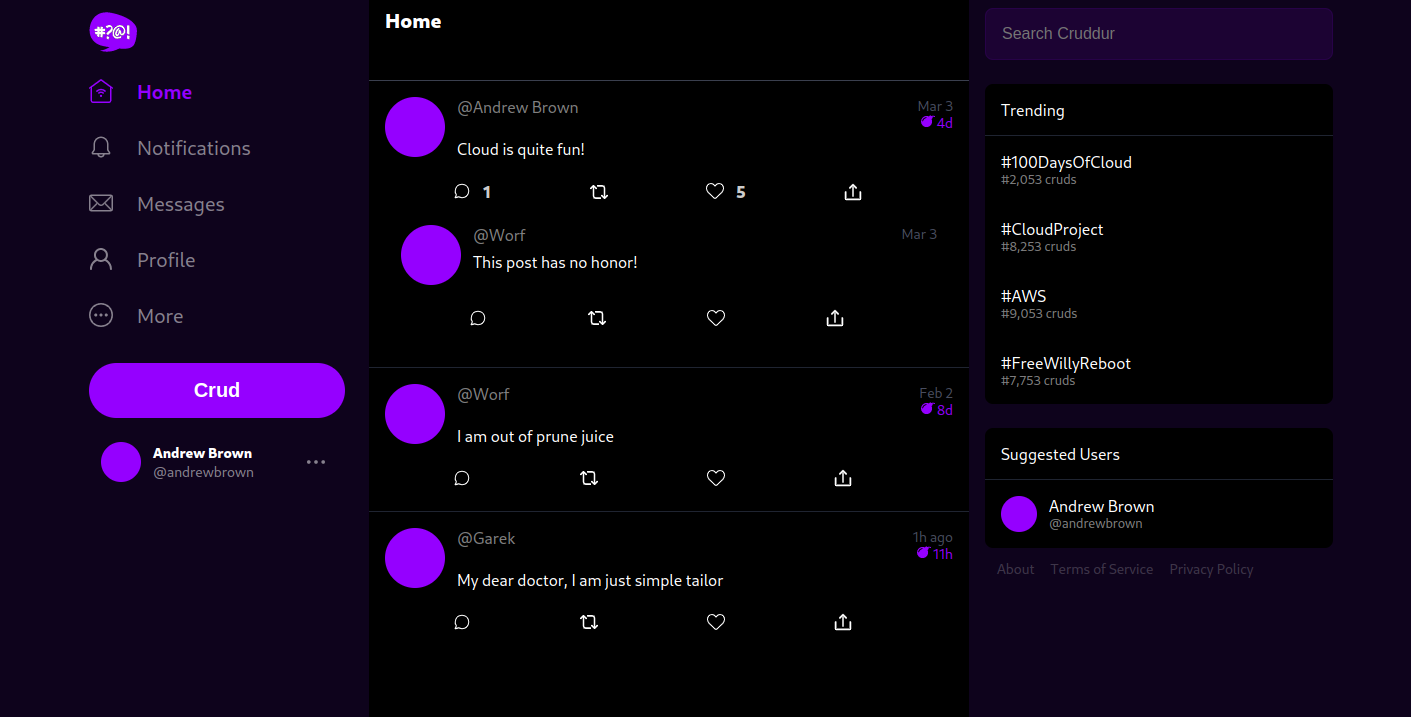 #?@!
Home
Notifications
Messages
Profile
More
Crud
Andrew Brown
@andrewbrown
Home
@Andrew Brown
Mar 3
4d
Cloud is quite fun!
1
5
@Worf
Mar 3
This post has no honor!
@Worf
Feb 2
8d
I am out of prune juice
@Garek
1h ago
11h
My dear doctor, I am just simple tailor
Search Cruddur
Trending
#100DaysOfCloud
#2,053 cruds
#CloudProject
#8,253 cruds
#AWS
#9,053 cruds
#FreeWillyReboot
#7,753 cruds
Suggested Users
Andrew Brown
@andrewbrown
About Terms of Service Privacy Policy